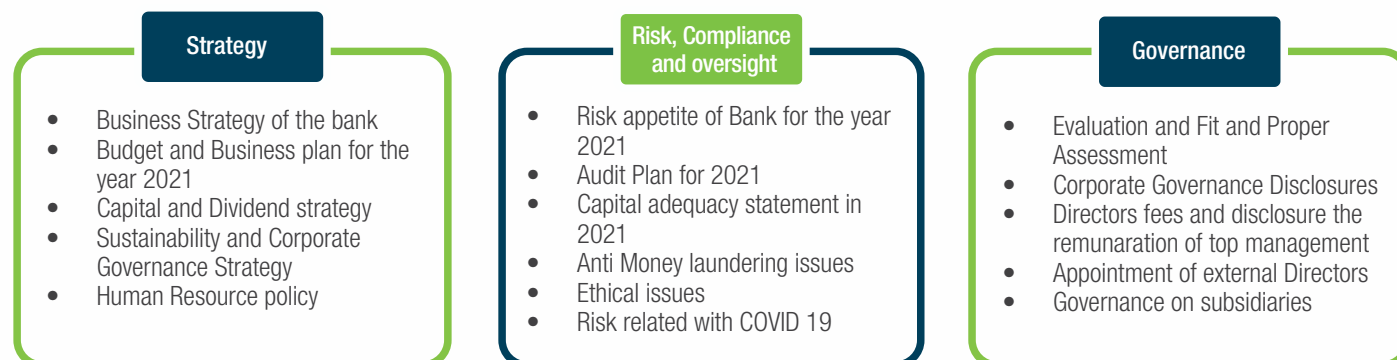 Strategy
• Business Strategy of the bank
• Budget and Business plan for the
year 2021
• Capital and Dividend strategy
• Sustainability and Corporate
Governance Strategy
• Human Resource policy
Risk, Compliance
and oversight
• Risk appetite of Bank for the year
2021
• Audit Plan for 2021
• Capital adequacy statement in
2021
• Anti Money laundering issues
• Ethical issues
• Risk related with COVID 19
Governance
• Evaluation and Fit and Proper
Assessment
• Corporate Governance Disclosures
• Directors fees and disclosure the
remunaration of top management
• Appointment of external Directors
• Governance on subsidiaries